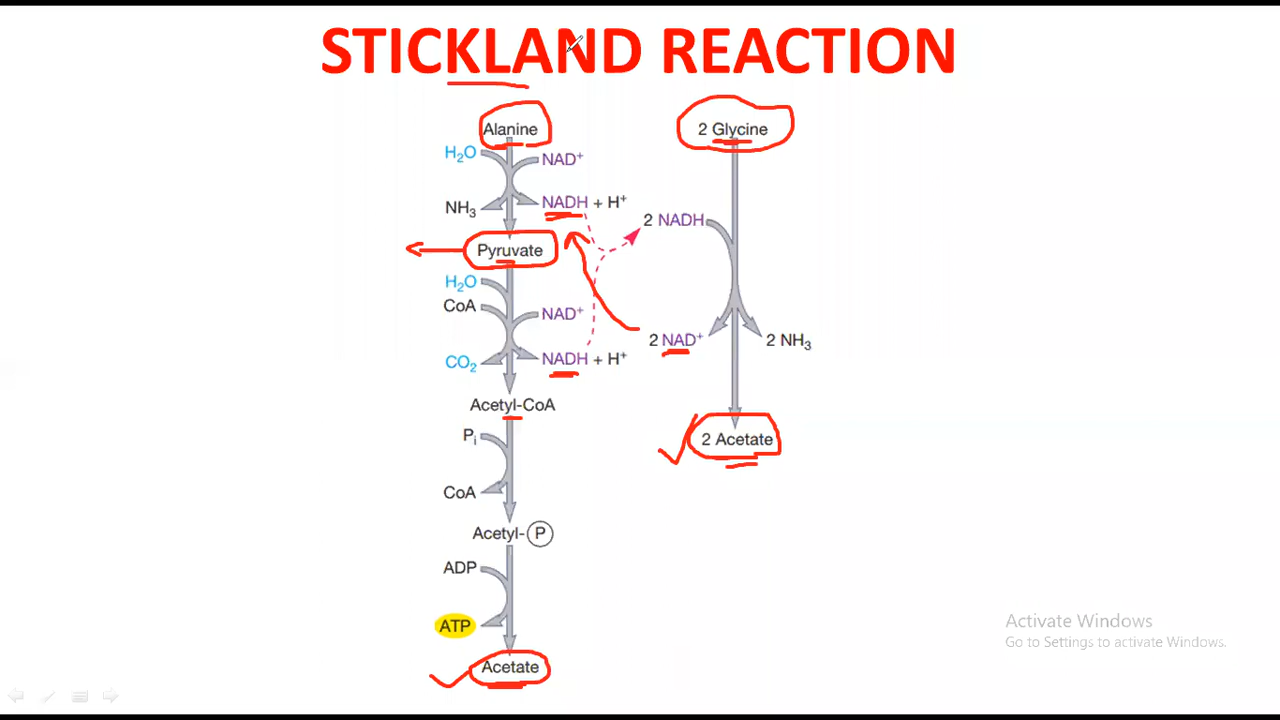 STICKLAND REACTION
Alanine
2 Glycine
H₂O
NAD⁺
NH₃
NADH + H⁺
2 NADH
Pyruvate
H₂O
CoA
NAD⁺
2 NAD⁺
2 NH₃
CO₂
NADH + H⁺
Acetyl-CoA
2 Acetate
Pᵢ
CoA
Acetyl-P
ADP
ATP
Acetate
Activate Windows
Go to Settings to activate Windows.